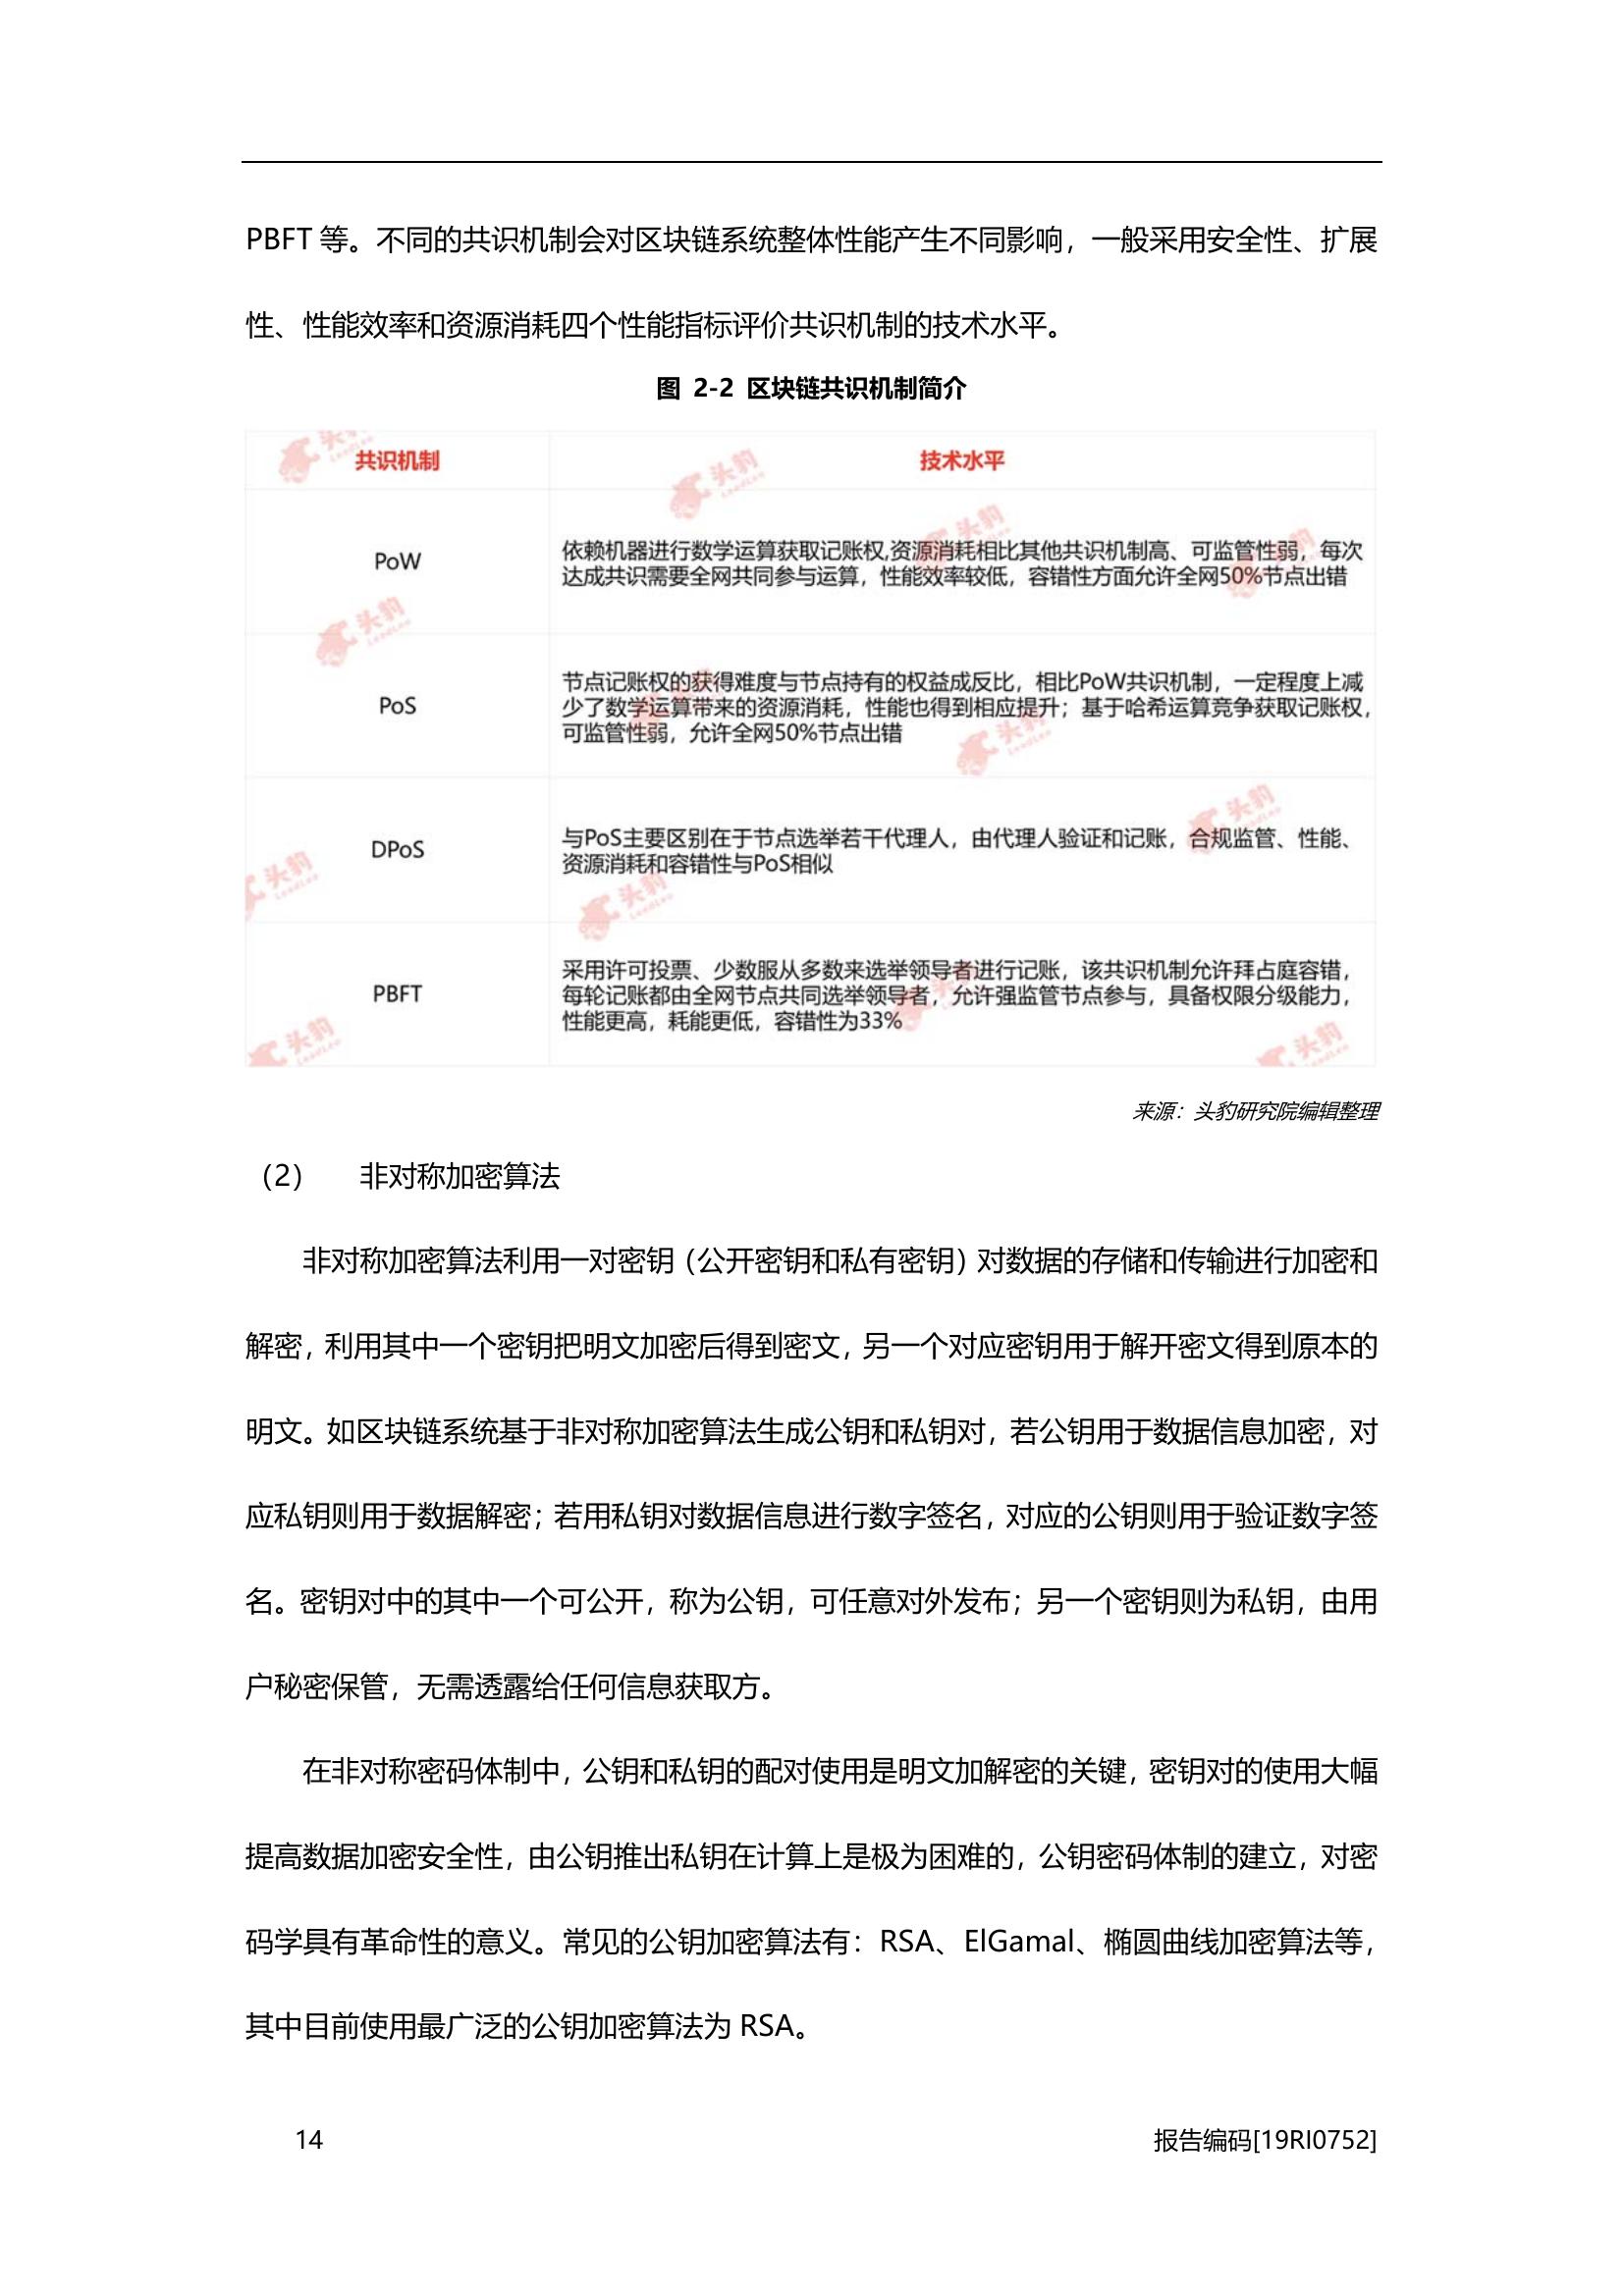 PBFT 等。不同的共识机制会对区块链系统整体性能产生不同影响，一般采用安全性、扩展
性、性能效率和资源消耗四个性能指标评价共识机制的技术水平。
图 2-2 区块链共识机制简介
共识机制
技术水平
PoW
依赖机器进行数学运算获取记账权,资源消耗相比其他共识机制高、可监管性弱，每次
达成共识需要全网共同参与运算，性能效率较低，容错性方面允许全网50%节点出错
PoS
节点记账权的获得难度与节点持有的权益成反比，相比PoW共识机制，一定程度上减
少了数学运算带来的资源消耗，性能也得到相应提升；基于哈希运算竞争获取记账权，
可监管性弱，允许全网50%节点出错
DPoS
与PoS主要区别在于节点选举若干代理人，由代理人验证和记账，合规监管、性能、
资源消耗和容错性与PoS相似
PBFT
采用许可投票、少数服从多数来选举领导者进行记账，该共识机制允许拜占庭容错，
每轮记账都由全网节点共同选举领导者，允许强监管节点参与，具备权限分级能力，
性能更高，耗能更低，容错性为33%
头豹
LeadLeo
来源：头豹研究院编辑整理
（2） 非对称加密算法
非对称加密算法利用一对密钥（公开密钥和私有密钥）对数据的存储和传输进行加密和
解密，利用其中一个密钥把明文加密后得到密文，另一个对应密钥用于解开密文得到原本的
明文。如区块链系统基于非对称加密算法生成公钥和私钥对，若公钥用于数据信息加密，对
应私钥则用于数据解密；若用私钥对数据信息进行数字签名，对应的公钥则用于验证数字签
名。密钥对中的其中一个可公开，称为公钥，可任意对外发布；另一个密钥则为私钥，由用
户秘密保管，无需透露给任何信息获取方。
在非对称密码体制中，公钥和私钥的配对使用是明文加解密的关键，密钥对的使用大幅
提高数据加密安全性，由公钥推出私钥在计算上是极为困难的，公钥密码体制的建立，对密
码学具有革命性的意义。常见的公钥加密算法有：RSA、ElGamal、椭圆曲线加密算法等，
其中目前使用最广泛的公钥加密算法为 RSA。
14
报告编码[19RI0752]